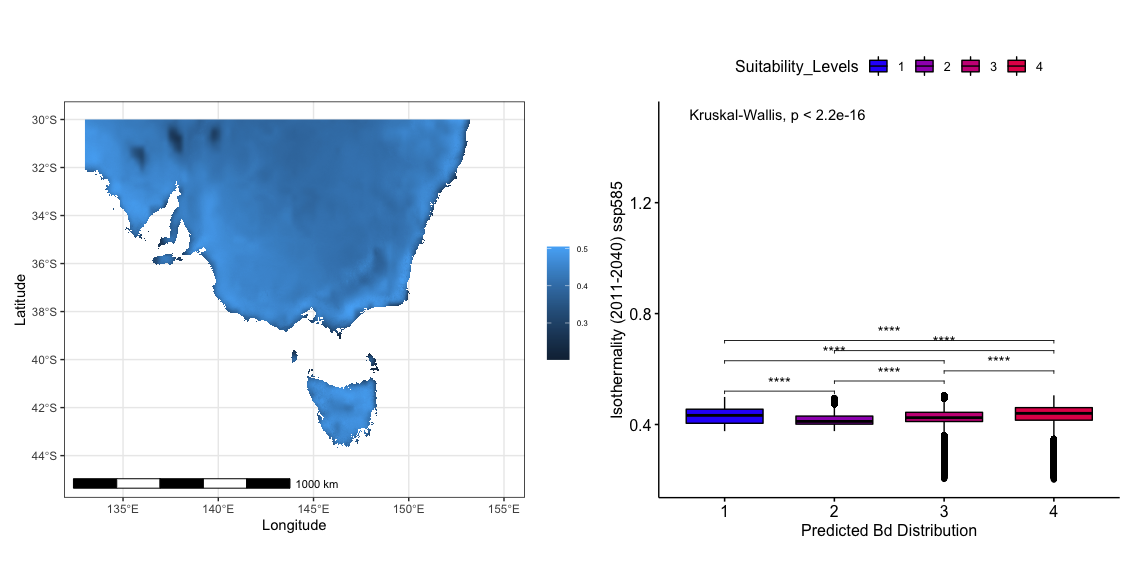 Suitability_Levels 1 2 3 4
30°S
32°S
34°S
36°S
38°S
40°S
42°S
44°S
Latitude
1000 km
135°E 140°E 145°E 150°E 155°E
Longitude
0.5
0.4
0.3
Kruskal-Wallis, p < 2.2e-16
Isothermality (2011-2040) ssp585
1.2
0.8
0.4
****
****
****
****
****
****
1 2 3 4
Predicted Bd Distribution